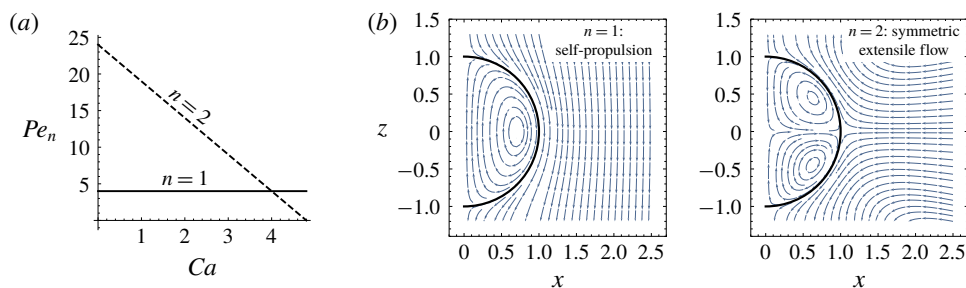 (a)
25
20
15
10
5
Pe_n
n = 2
n = 1
1
2
3
4
Ca
(b)
1.5
1.0
0.5
0
−0.5
−1.0
z
n = 1:
self-propulsion
0
0.5
1.0
1.5
2.0
2.5
x
1.5
1.0
0.5
0
−0.5
−1.0
n = 2: symmetric
extensile flow
0
0.5
1.0
1.5
2.0
2.5
x